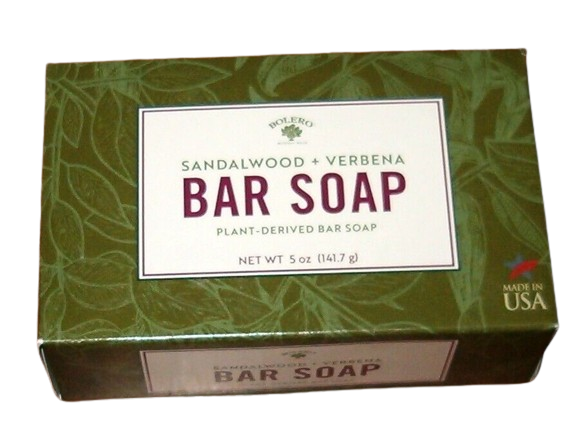 BOLERO
SANDALWOOD + VERBENA
BAR SOAP
PLANT-DERIVED BAR SOAP
NET WT 5 oz (141.7 g)
MADE IN
USA
BOLERO
SANDALWOOD + VERBENA
BAR SOAP